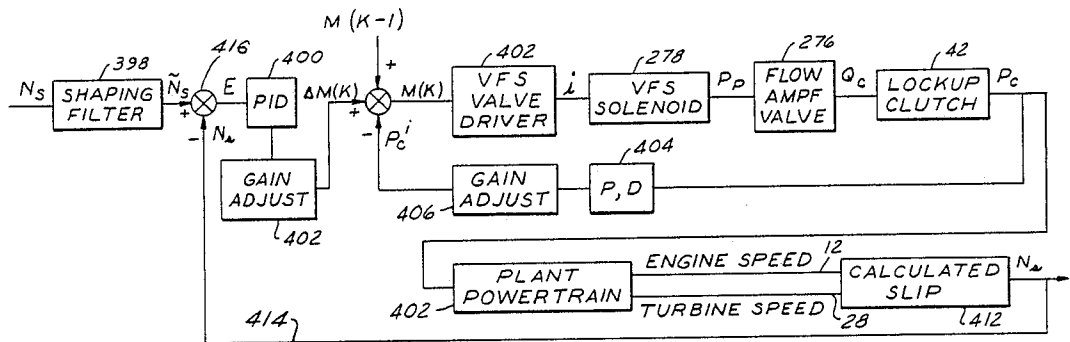 M (K-1)
N_S
398
SHAPING
FILTER
Ñ_S
+
416
-
N_s
E
400
PID
GAIN
ADJUST
402
ΔM(K)
+
+
-
P_c^i
M(K)
402
VFS
VALVE
DRIVER
i
278
VFS
SOLENOID
P_P
276
FLOW
AMPF
VALVE
Q_C
42
LOCKUP
CLUTCH
P_C
GAIN
ADJUST
406
404
P, D
PLANT
POWERTRAIN
402
ENGINE SPEED
12
TURBINE SPEED
28
CALCULATED
SLIP
412
N_s
414